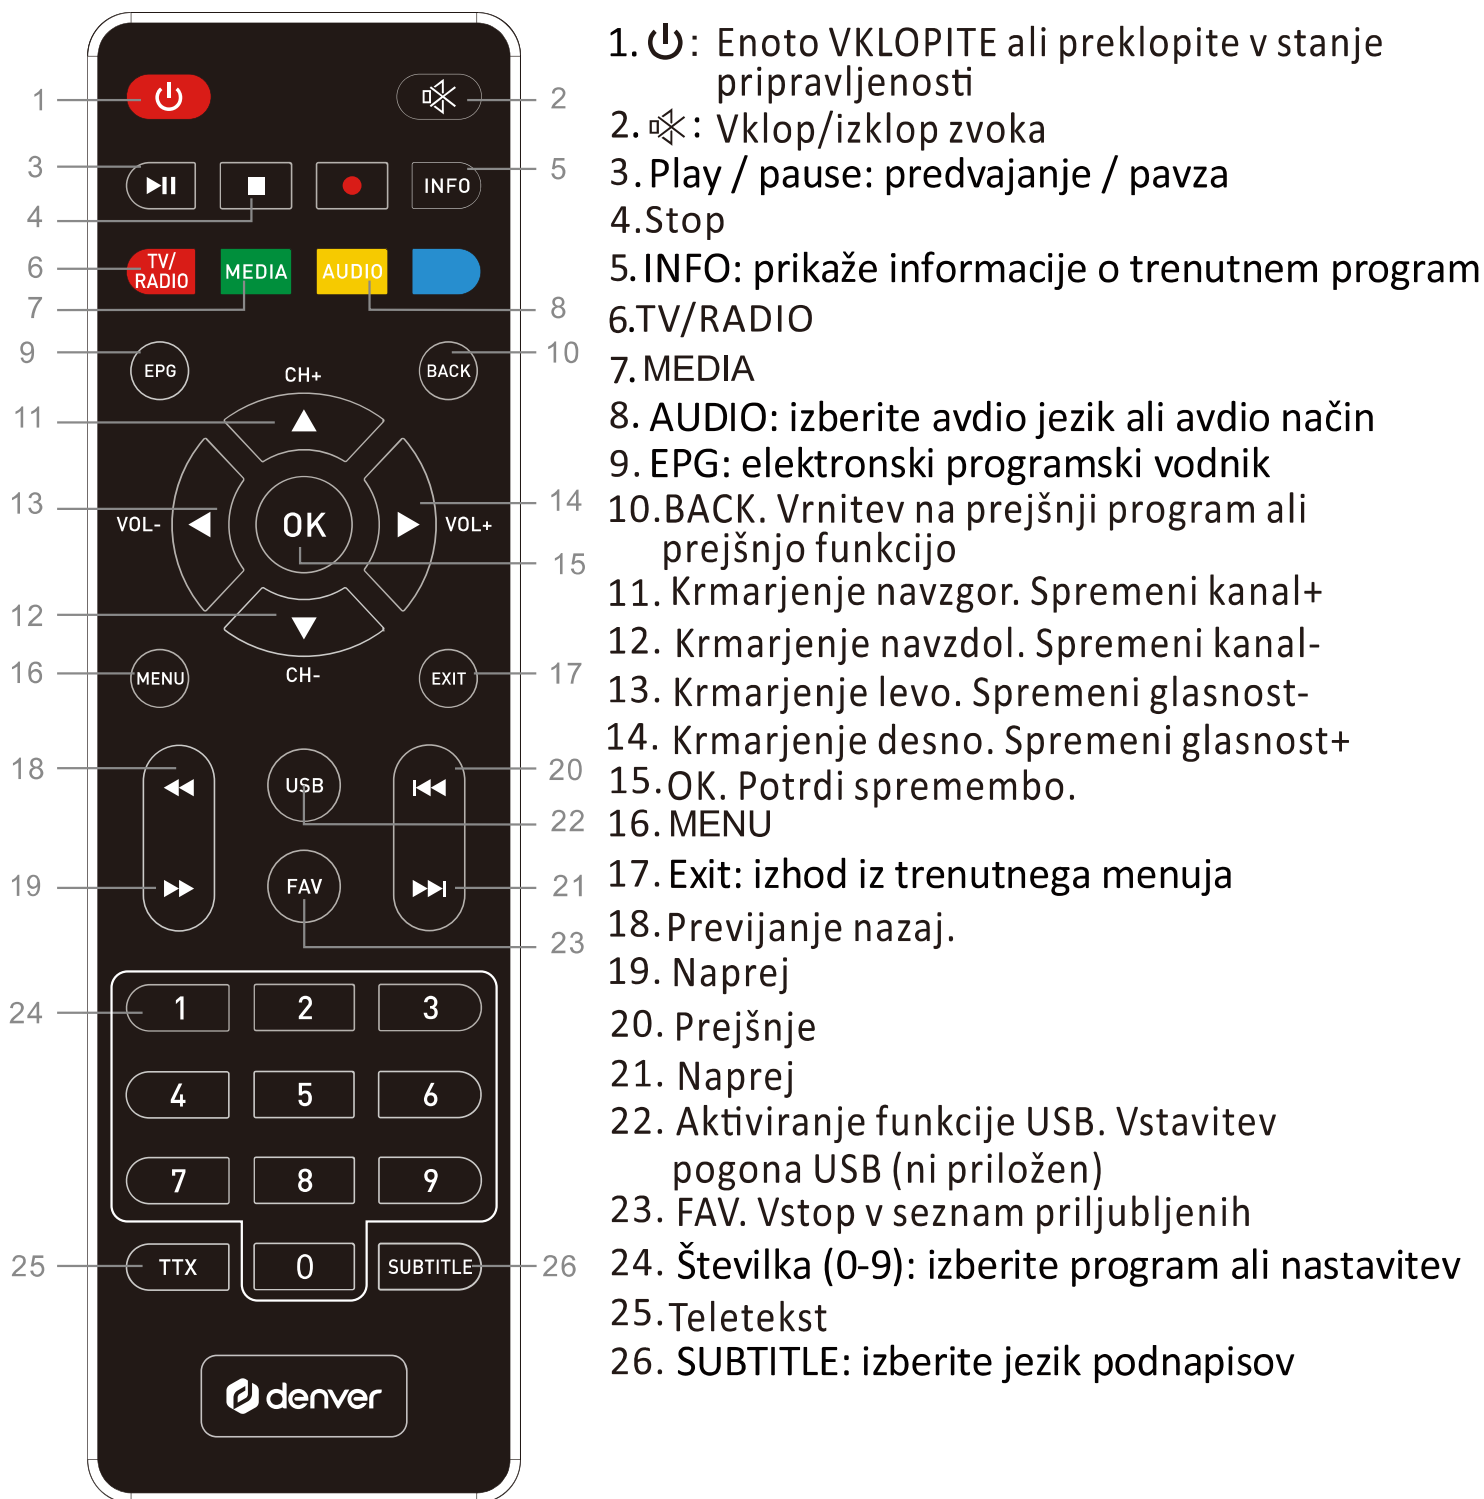 1. ⏻: Enoto VKLOPITE ali preklopite v stanje
pripravljenosti
2. 🔇: Vklop/izklop zvoka
3. Play / pause: predvajanje / pavza
4.Stop
5. INFO: prikaže informacije o trenutnem program
6.TV/RADIO
7. MEDIA
8. AUDIO: izberite avdio jezik ali avdio način
9. EPG: elektronski programski vodnik
10.BACK. Vrnitev na prejšnji program ali
prejšnjo funkcijo
11. Krmarjenje navzgor. Spremeni kanal+
12. Krmarjenje navzdol. Spremeni kanal-
13. Krmarjenje levo. Spremeni glasnost-
14. Krmarjenje desno. Spremeni glasnost+
15.OK. Potrdi spremembo.
16. MENU
17. Exit: izhod iz trenutnega menuja
18. Previjanje nazaj.
19. Naprej
20. Prejšnje
21. Naprej
22. Aktiviranje funkcije USB. Vstavitev
pogona USB (ni priložen)
23. FAV. Vstop v seznam priljubljenih
24. Številka (0-9): izberite program ali nastavitev
25.Teletekst
26. SUBTITLE: izberite jezik podnapisov
1 2
3 INFO 5
4
6 TV/
RADIO MEDIA AUDIO
7 8
9 EPG BACK 10
CH+
11
13 14
VOL- OK VOL+
15
12
16 MENU CH- EXIT 17
18 USB 20
22
19 FAV 21
23
24 1 2 3
4 5 6
7 8 9
25 TTX 0 SUBTITLE 26
denver